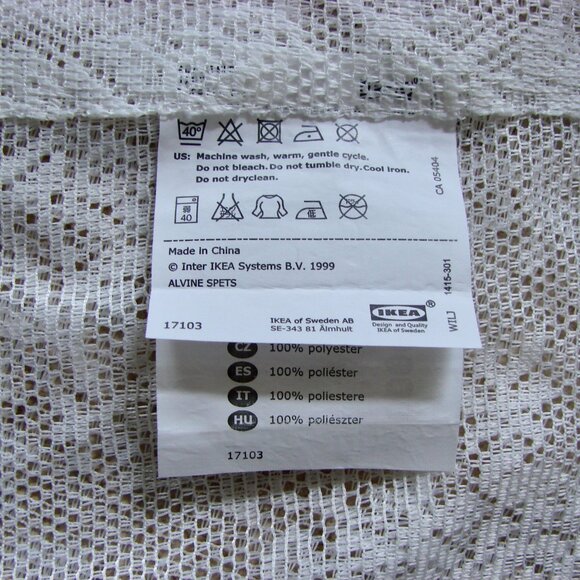 40°
US: Machine wash, warm, gentle cycle.
Do not bleach. Do not tumble dry. Cool iron.
Do not dryclean.
弱
40
低
Made in China
© Inter IKEA Systems B.V. 1999
ALVINE SPETS
17103
IKEA of Sweden AB
SE-343 81 Älmhult
IKEA®
Design and Quality
IKEA of Sweden
CA 05404
1415-301
WILJ
CZ 100% polyester
ES 100% poliéster
IT 100% poliestere
HU 100% poliészter
17103